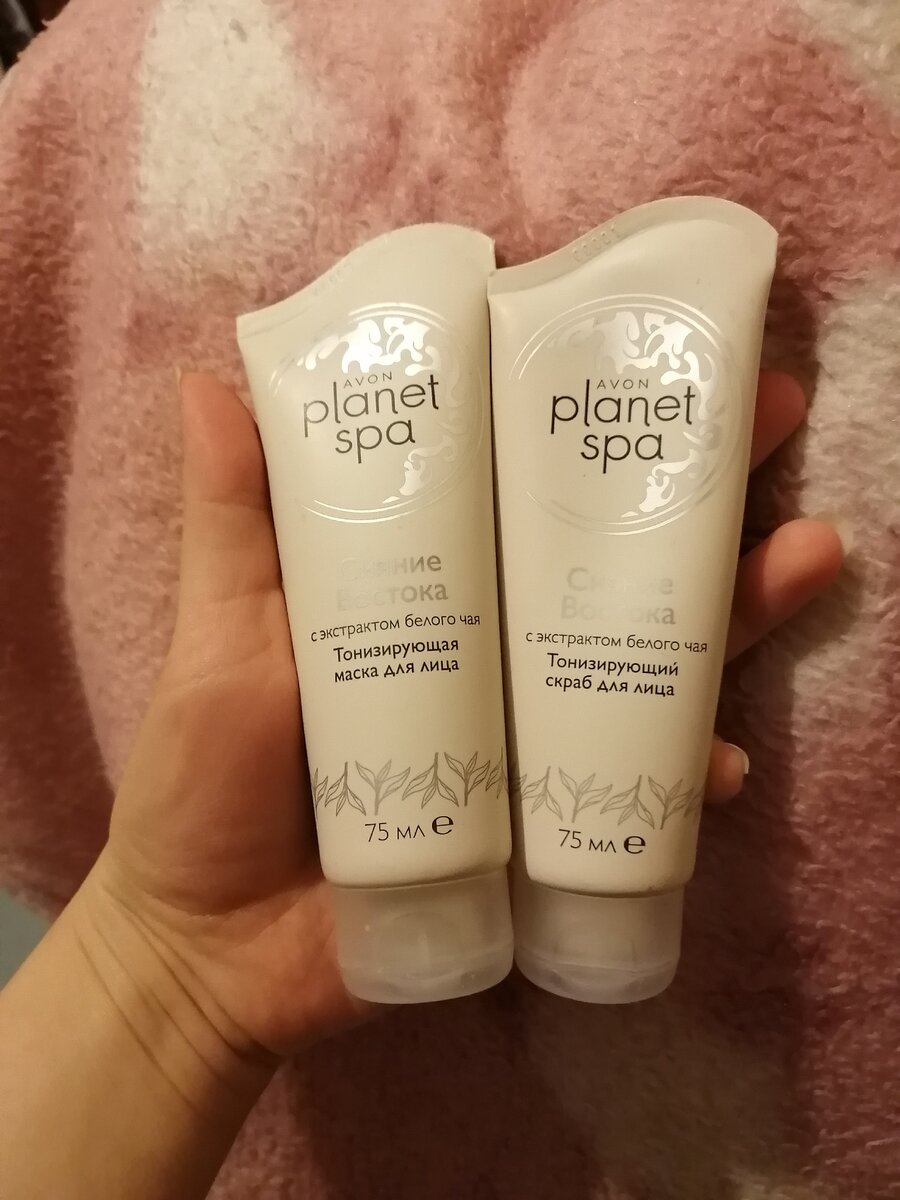 AVON
planet
spa
Сияние
Востока
с экстрактом белого чая
Тонизирующая
маска для лица
75 мл e
AVON
planet
spa
Сияние
Востока
с экстрактом белого чая
Тонизирующий
скраб для лица
75 мл e